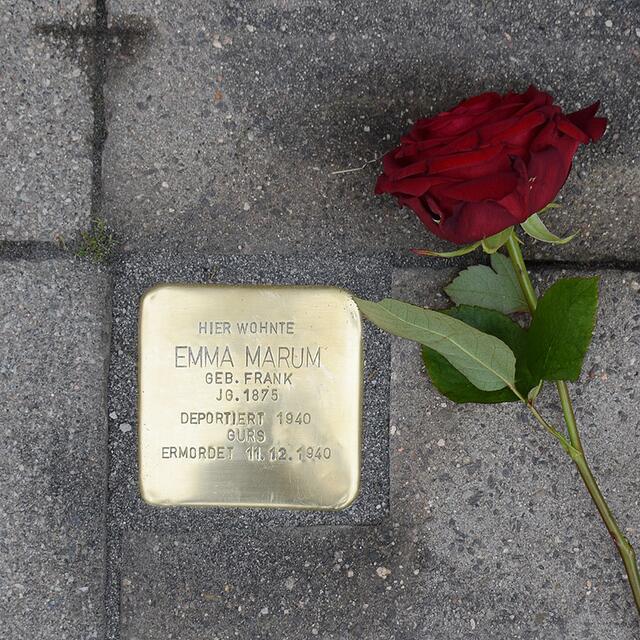 HIER WOHNTE
EMMA MARUM
GEB. FRANK
JG. 1875
DEPORTIERT 1940
GURS
ERMORDET 11.12.1940